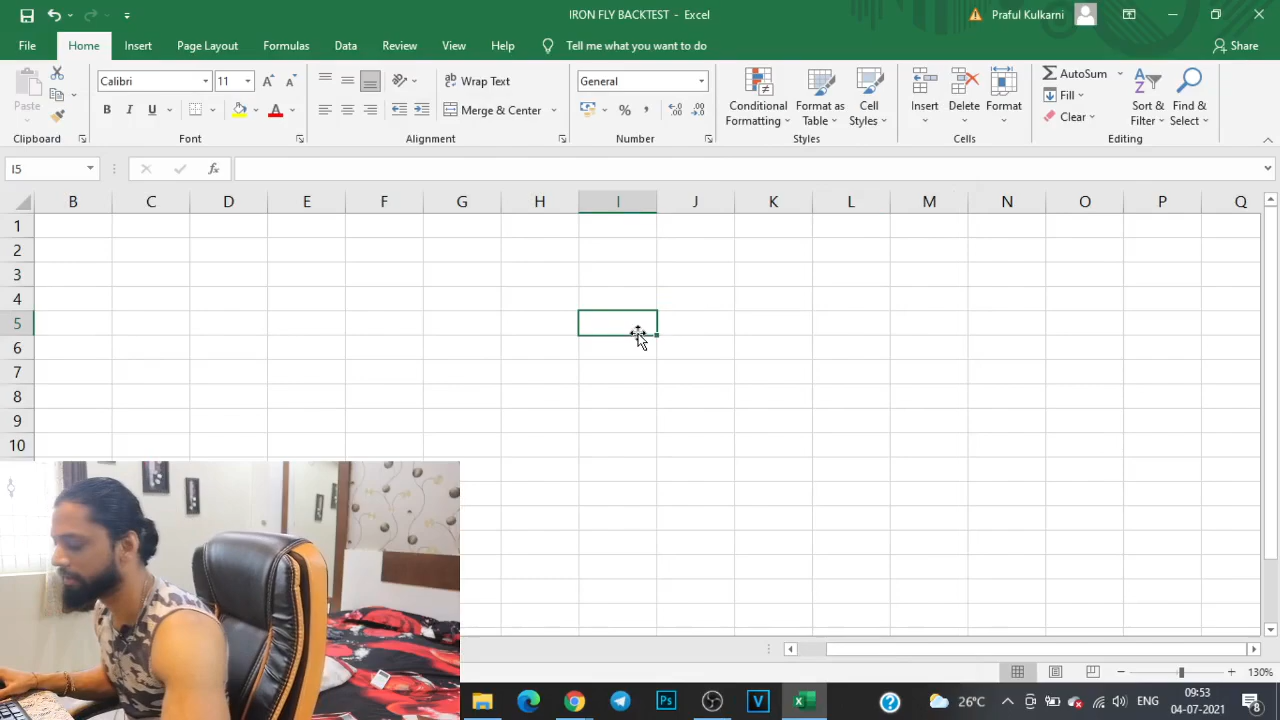 IRON FLY BACKTEST - Excel
Praful Kulkarni
File Home Insert Page Layout Formulas Data Review View Help Tell me what you want to do Share
Paste
Calibri 11
B I U
Wrap Text
Merge & Center
General
%
Conditional Formatting
Format as Table
Cell Styles
Insert Delete Format
AutoSum
Fill
Clear
Sort & Filter
Find & Select
Clipboard Font Alignment Number Styles Cells Editing
I5 fx
B C D E F G H I J K L M N O P Q
1
2
3
4
5
6
7
8
9
10
130%
Ps V 26°C ENG 09:53
04-07-2021
8